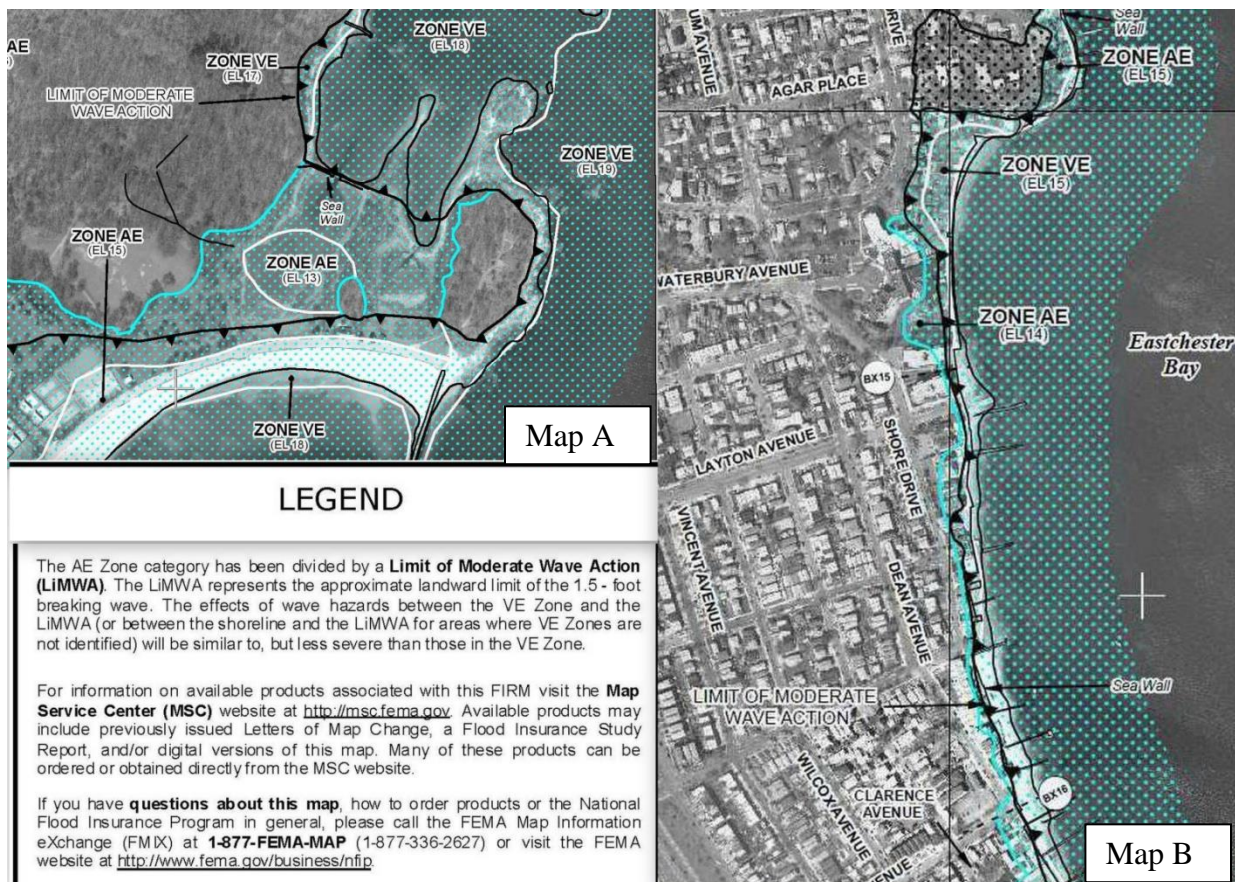 ZONE VE
(EL 18)
ZONE VE
(EL 17)
LIMIT OF MODERATE
WAVE ACTION
ZONE VE
(EL 19)
Sea
Wall
ZONE AE
(EL 15)
ZONE AE
(EL 13)
ZONE VE
(EL 18)
Map A
LEGEND
The AE Zone category has been divided by a Limit of Moderate Wave Action
(LiMWA). The LiMWA represents the approximate landward limit of the 1.5 - foot
breaking wave. The effects of wave hazards between the VE Zone and the
LiMWA (or between the shoreline and the LiMWA for areas where VE Zones are
not identified) will be similar to, but less severe than those in the VE Zone.
For information on available products associated with this FIRM visit the Map
Service Center (MSC) website at http://msc.fema.gov. Available products may
include previously issued Letters of Map Change, a Flood Insurance Study
Report, and/or digital versions of this map. Many of these products can be
ordered or obtained directly from the MSC website.
If you have questions about this map, how to order products or the National
Flood Insurance Program in general, please call the FEMA Map Information
eXchange (FMIX) at 1-877-FEMA-MAP (1-877-336-2627) or visit the FEMA
website at http://www.fema.gov/business/nfip.
UM AVENUE
DRIVE
Sea
Wall
ZONE AE
(EL 15)
AGAR PLACE
ZONE VE
(EL 15)
WATERBURY AVENUE
ZONE AE
(EL 14)
Eastchester
Bay
BX15
LAYTON AVENUE
SHORE DRIVE
VINCENT AVENUE
DEAN AVENUE
LIMIT OF MODERATE
WAVE ACTION
Sea Wall
WILCOX AVENUE
CLARENCE
AVENUE
BX16
Map B